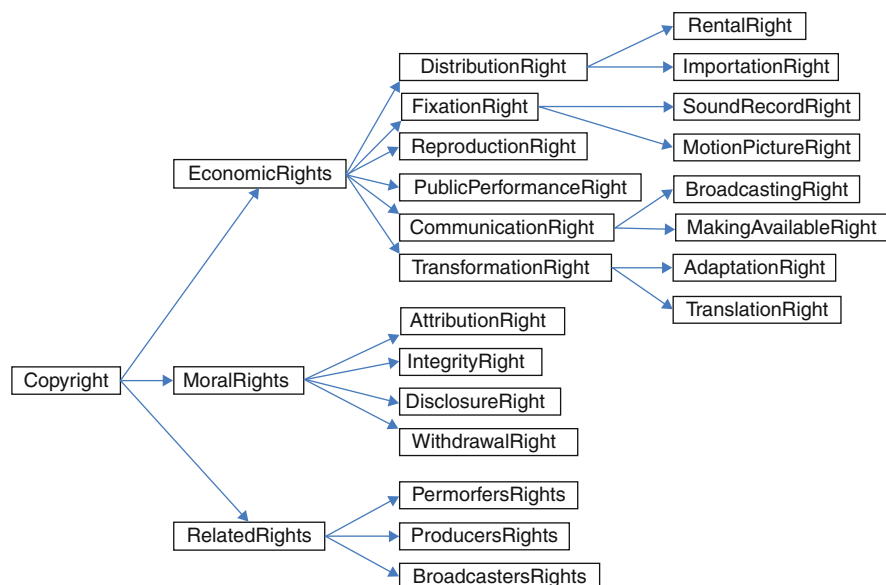 RentalRight
DistributionRight
ImportationRight
FixationRight
SoundRecordRight
ReproductionRight
MotionPictureRight
EconomicRights
PublicPerformanceRight
BroadcastingRight
CommunicationRight
MakingAvailableRight
TransformationRight
AdaptationRight
TranslationRight
AttributionRight
IntegrityRight
Copyright
MoralRights
DisclosureRight
WithdrawalRight
PermorfersRights
RelatedRights
ProducersRights
BroadcastersRights